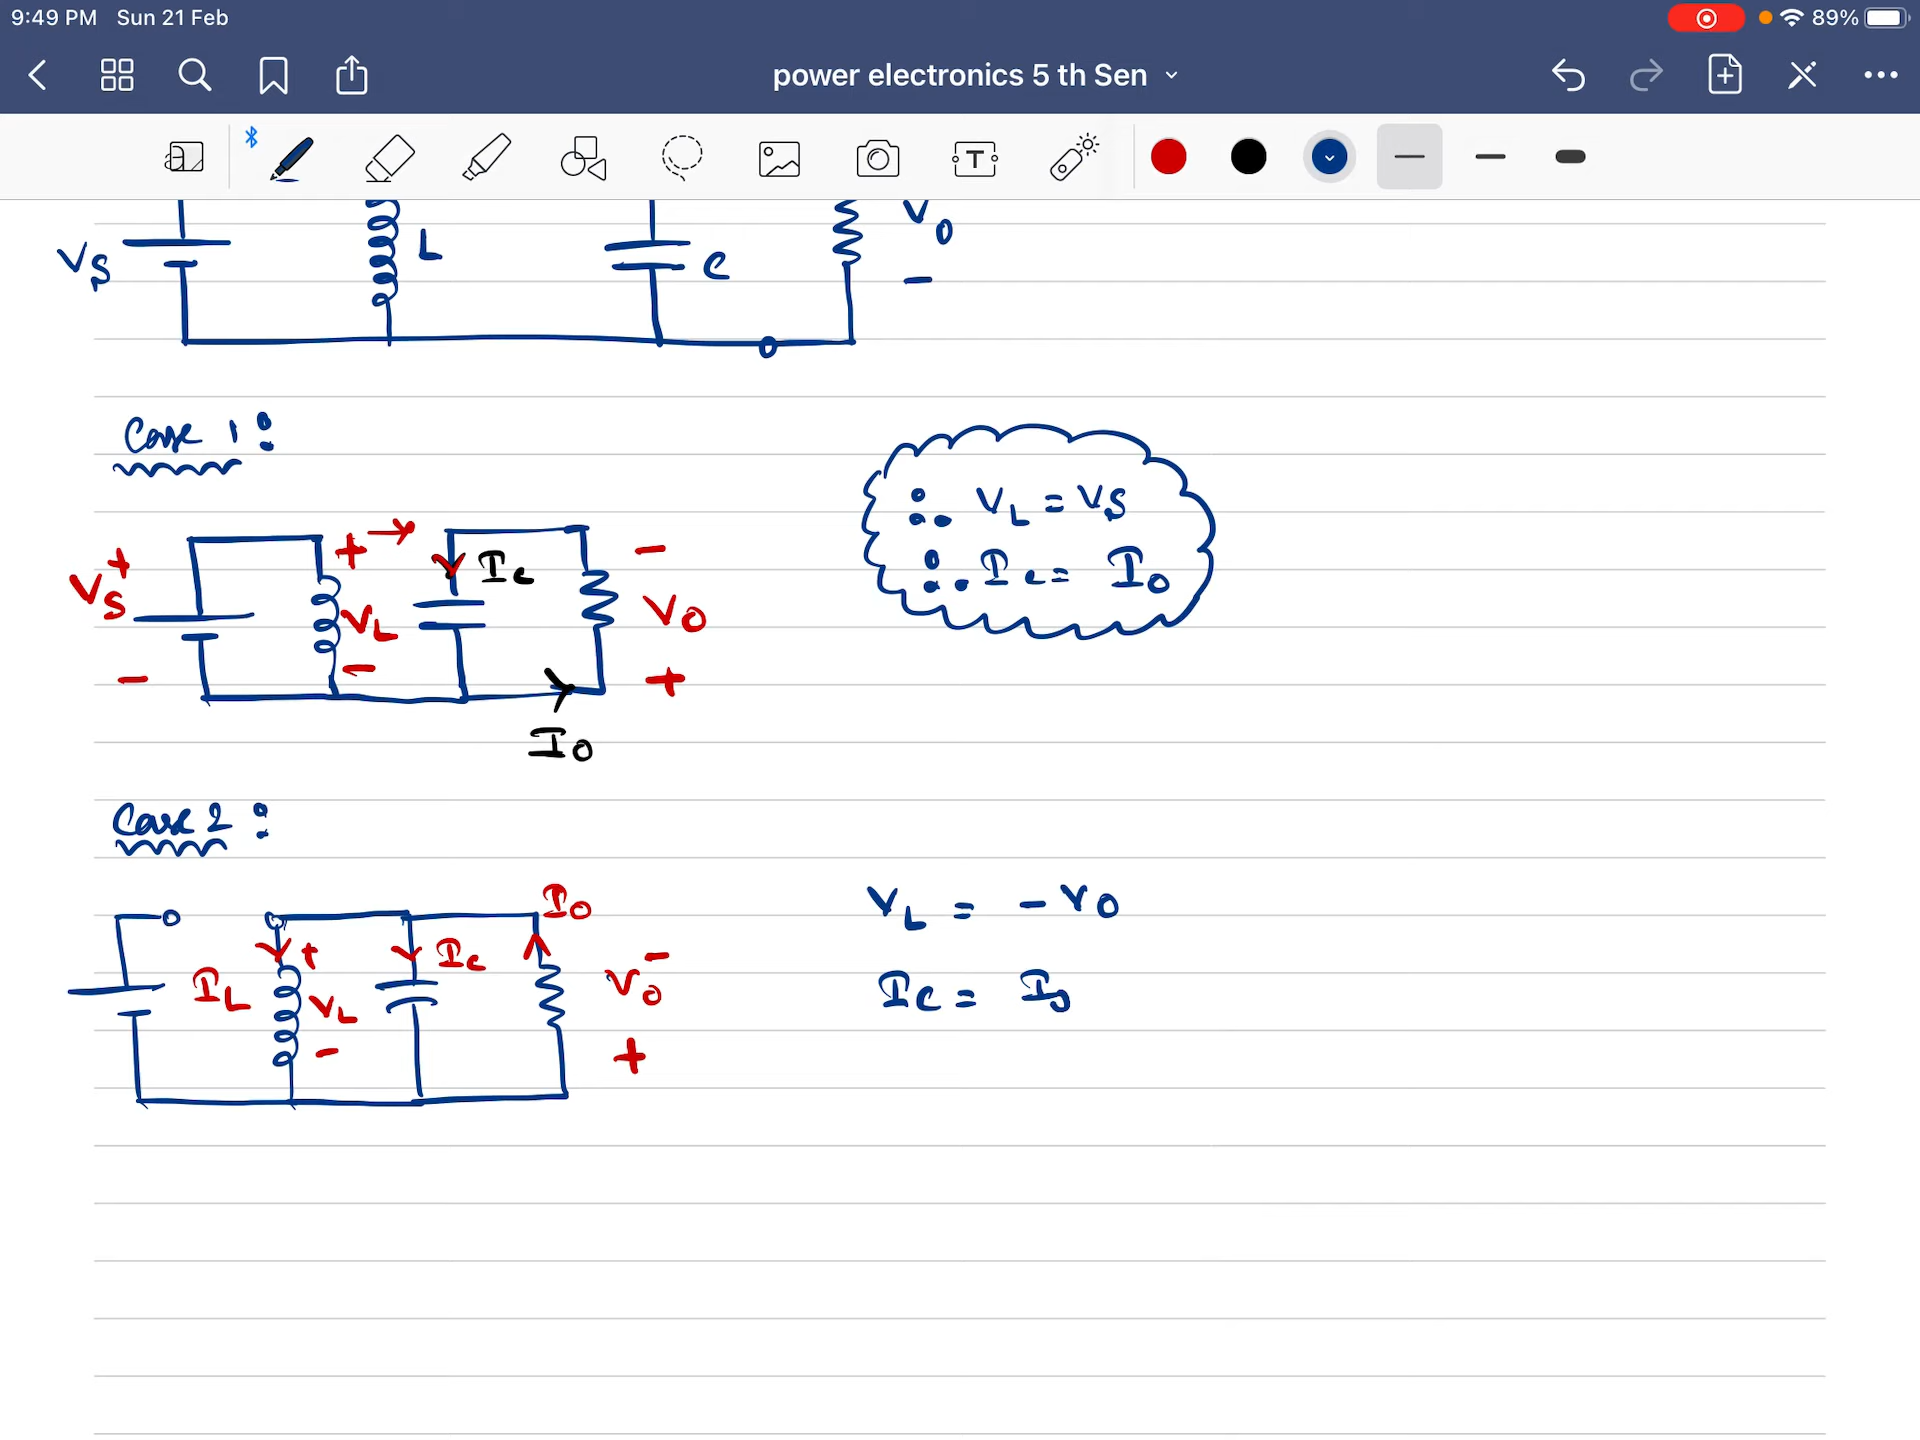 9:49 PM Sun 21 Feb
89%
power electronics 5 th Sen
a
T
Vs
L
C
Vo
-
Case 1:
+
Vs
-
+
VL
-
Ic
-
Vo
+
Io
∴ VL = Vs
∴ Ic = Io
Case 2:
IL
+
VL
-
Ic
Io
-
Vo
+
VL = - Vo
Ic = Io